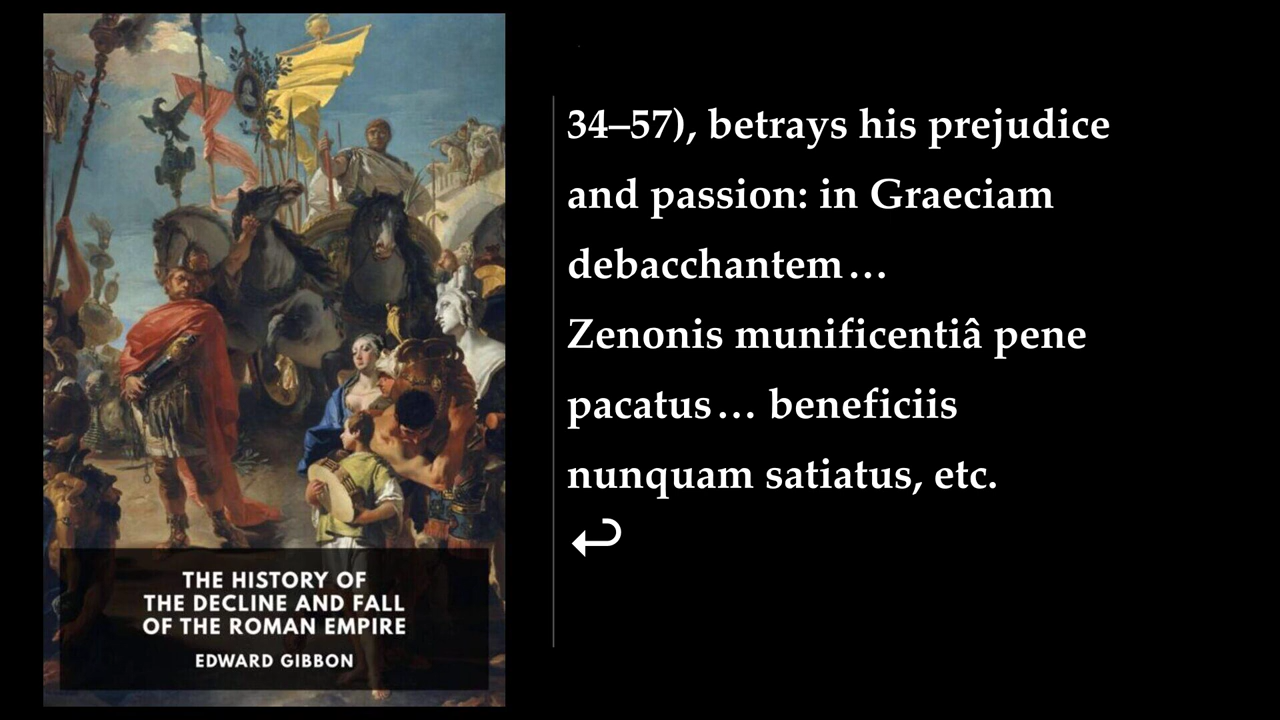 THE HISTORY OF
THE DECLINE AND FALL
OF THE ROMAN EMPIRE
EDWARD GIBBON
34–57), betrays his prejudice
and passion: in Graeciam
debacchantem…
Zenonis munificentiâ pene
pacatus… beneficiis
nunquam satiatus, etc.
↩